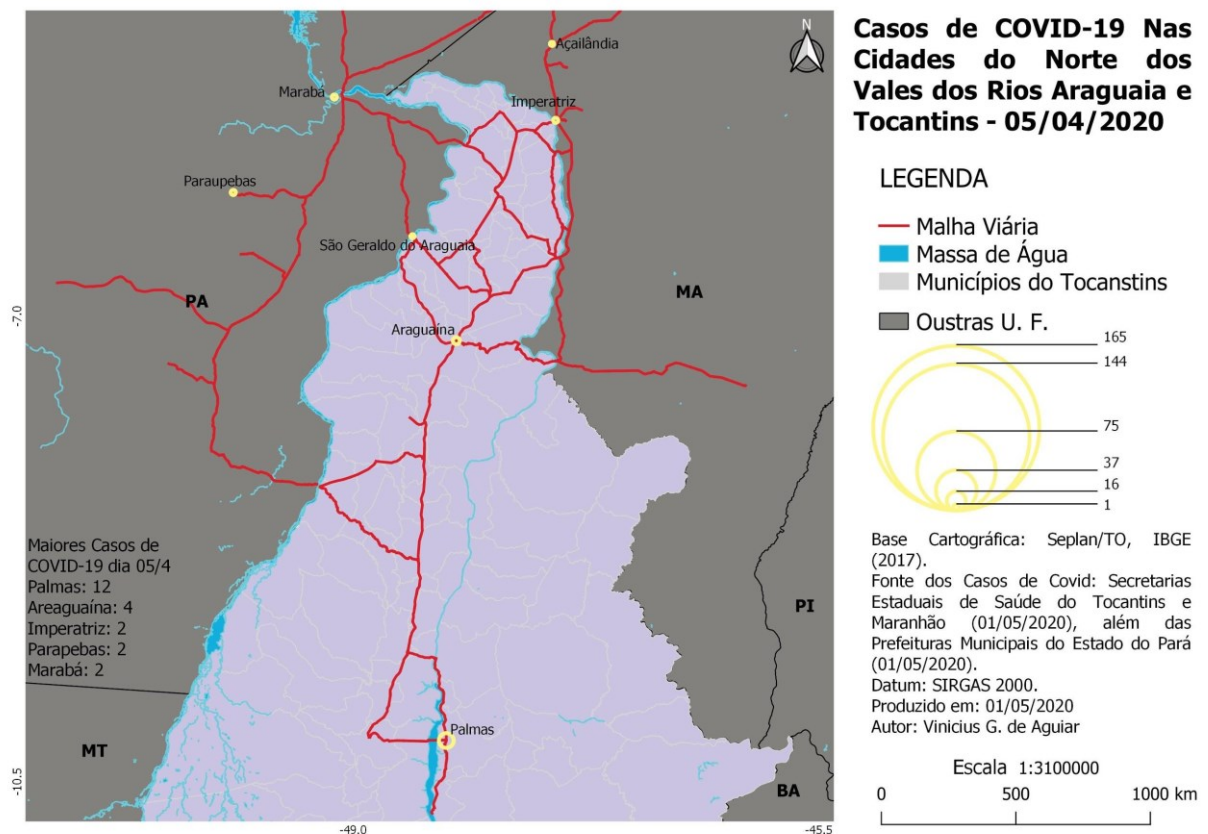 N
Açailândia
Marabá
Imperatriz
Paraupebas
São Geraldo do Araguaia
PA
MA
-7.0
Araguaína
Maiores Casos de
COVID-19 dia 05/4
Palmas: 12
Areaguaína: 4
Imperatriz: 2
Parapebas: 2
Marabá: 2
PI
Palmas
MT
BA
-10.5
-49.0
-45.5
Casos de COVID-19 Nas
Cidades do Norte dos
Vales dos Rios Araguaia e
Tocantins - 05/04/2020
LEGENDA
Malha Viária
Massa de Água
Municípios do Tocanstins
Oustras U. F.
165
144
75
37
16
1
Base Cartográfica: Seplan/TO, IBGE
(2017).
Fonte dos Casos de Covid: Secretarias
Estaduais de Saúde do Tocantins e
Maranhão (01/05/2020), além das
Prefeituras Municipais do Estado do Pará
(01/05/2020).
Datum: SIRGAS 2000.
Produzido em: 01/05/2020
Autor: Vinicius G. de Aguiar
Escala 1:3100000
0 500 1000 km